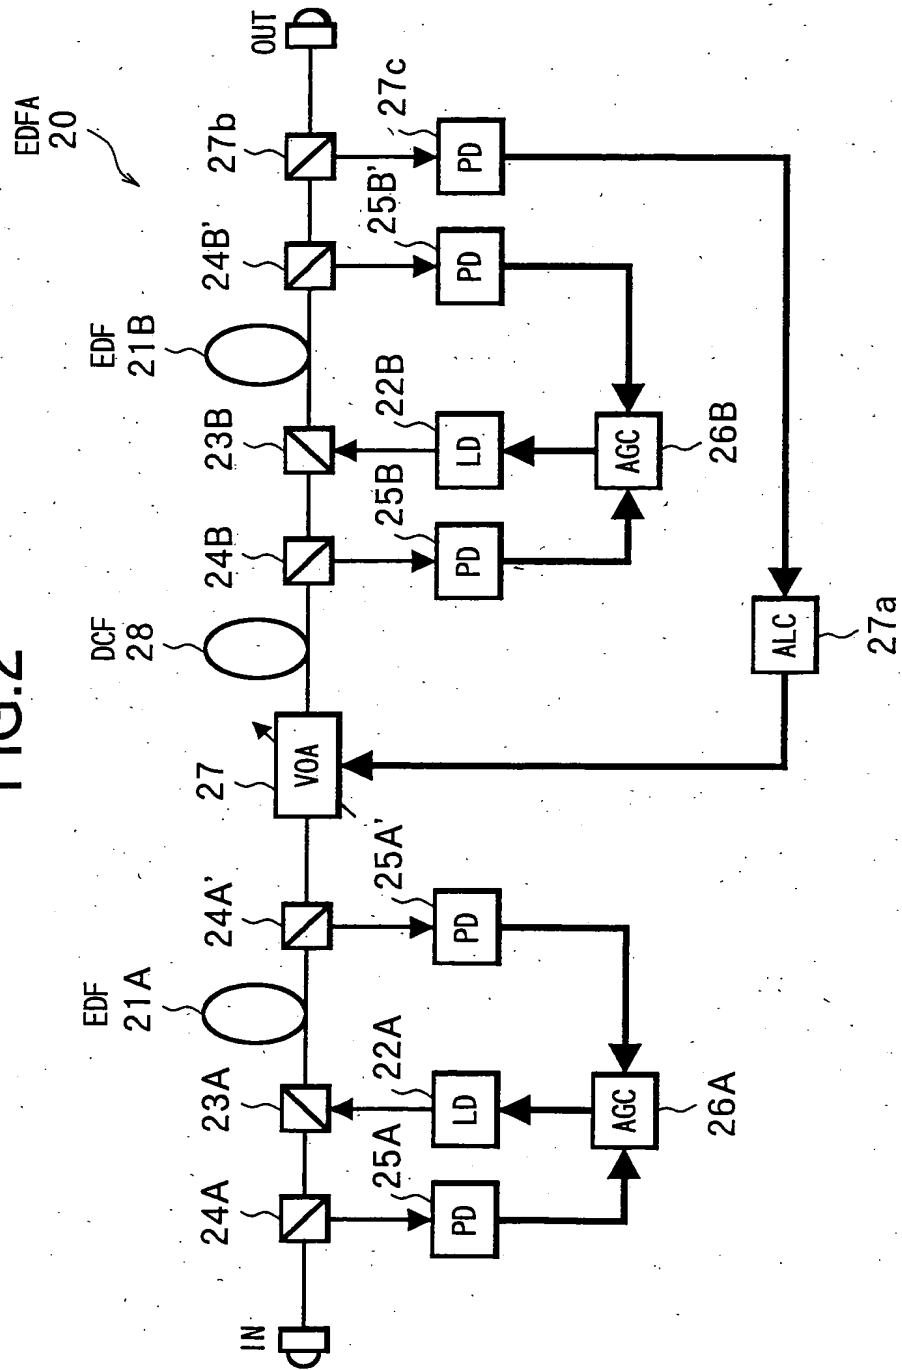 FIG.2
EDFA
20
IN
24A
23A
EDF
21A
24A'
27
DCF
28
24B
23B
EDF
21B
24B'
27b
OUT
VOA
25A
22A
25A'
25B
22B
25B'
27c
PD
LD
PD
PD
LD
PD
PD
AGC
26A
AGC
26B
ALC
27a